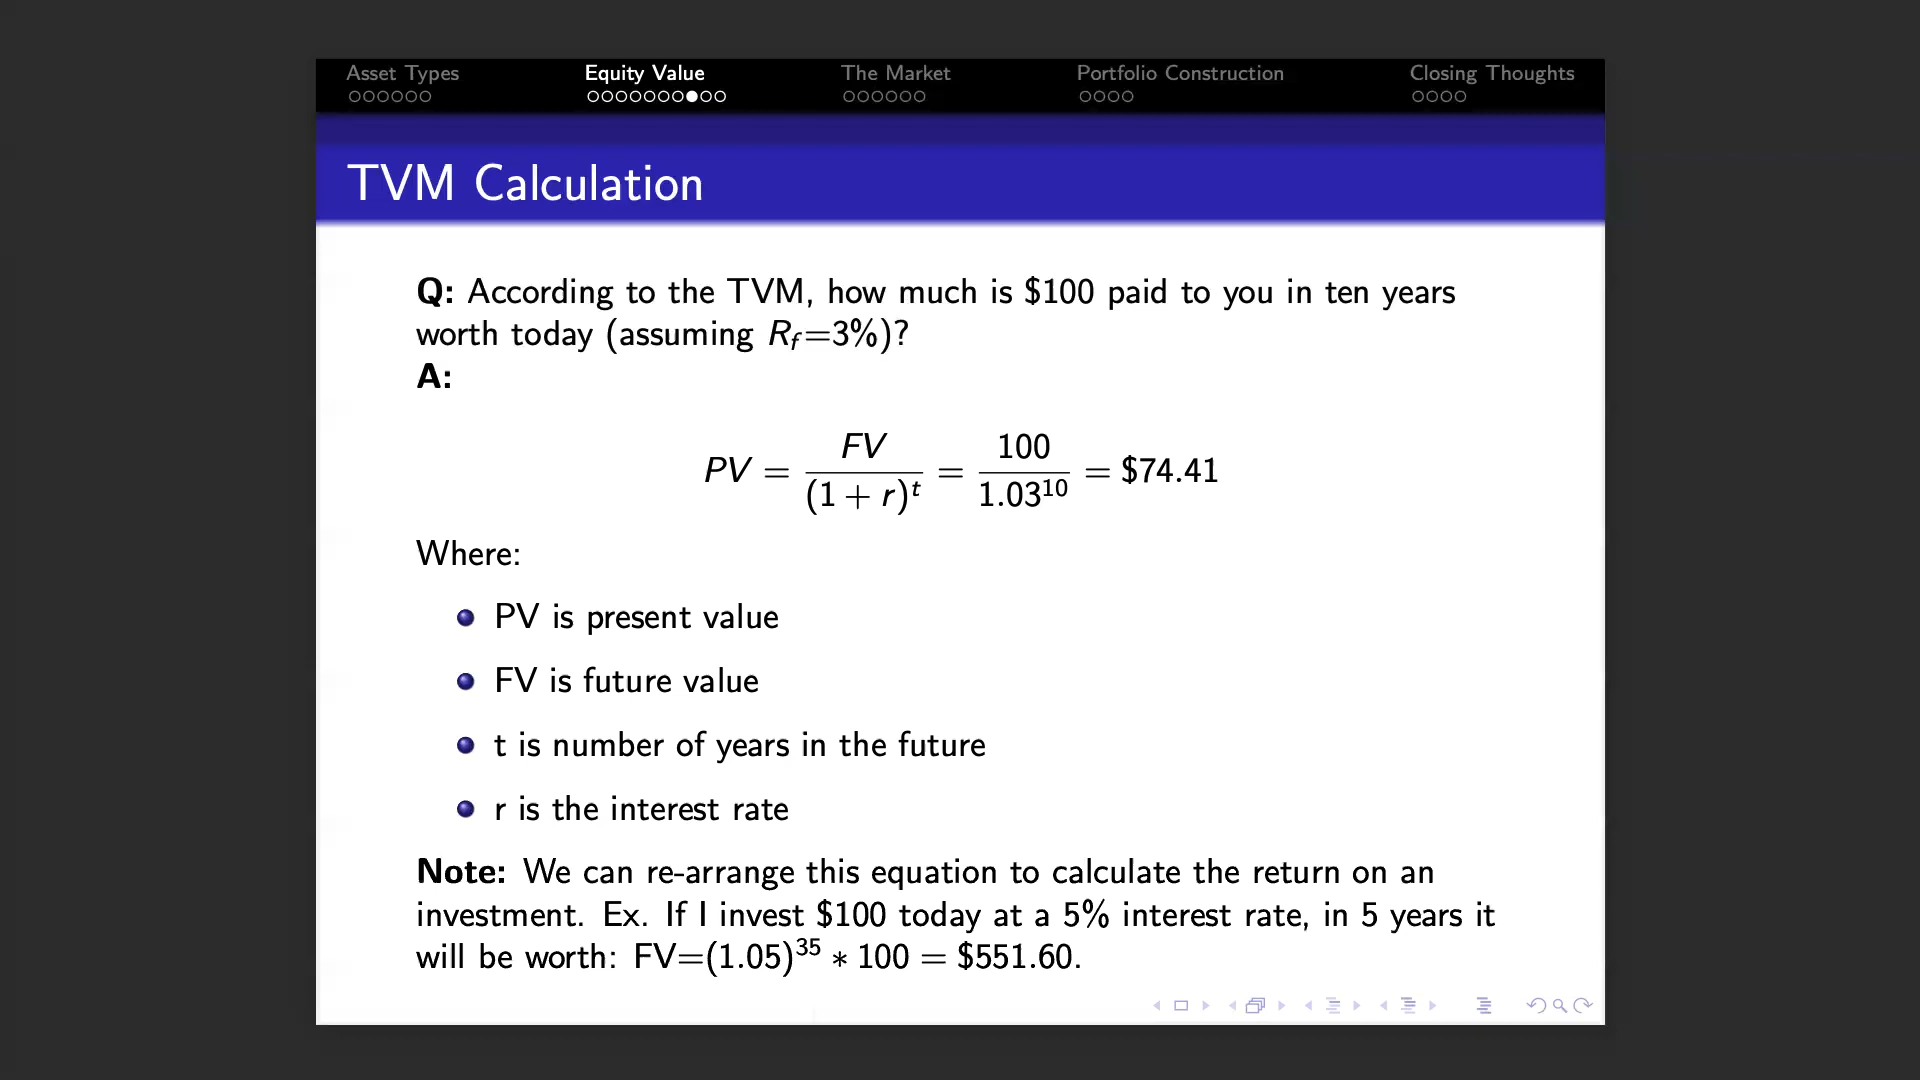 Asset Types Equity Value The Market Portfolio Construction Closing Thoughts
TVM Calculation
Q: According to the TVM, how much is $100 paid to you in ten years
worth today (assuming R_f=3%)?
A:
PV = FV/(1 + r)^t = 100/1.03^10 = $74.41
Where:
PV is present value
FV is future value
t is number of years in the future
r is the interest rate
Note: We can re-arrange this equation to calculate the return on an
investment. Ex. If I invest $100 today at a 5% interest rate, in 5 years it
will be worth: FV=(1.05)^35 * 100 = $551.60.